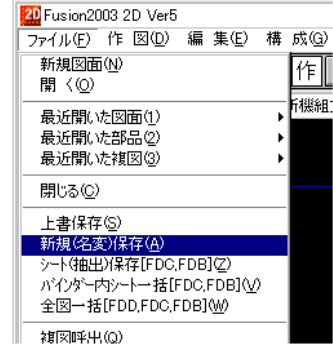 2D Fusion2003 2D Ver5
ファイル(F) 作 図(D) 編 集(E) 構 成(G)
新規図面(N)
開 く(O)
作
最近開いた図面(1)
最近開いた部品(2)
最近開いた複図(3)
閉じる(C)
上書保存(S)
新規(名変)保存(A)
シート(抽出)保存[FDC,FDB](Z)
バインダー内シート一括[FDC,FDB](V)
全図一括[FDD,FDC,FDB](W)
複図呼出(Q)